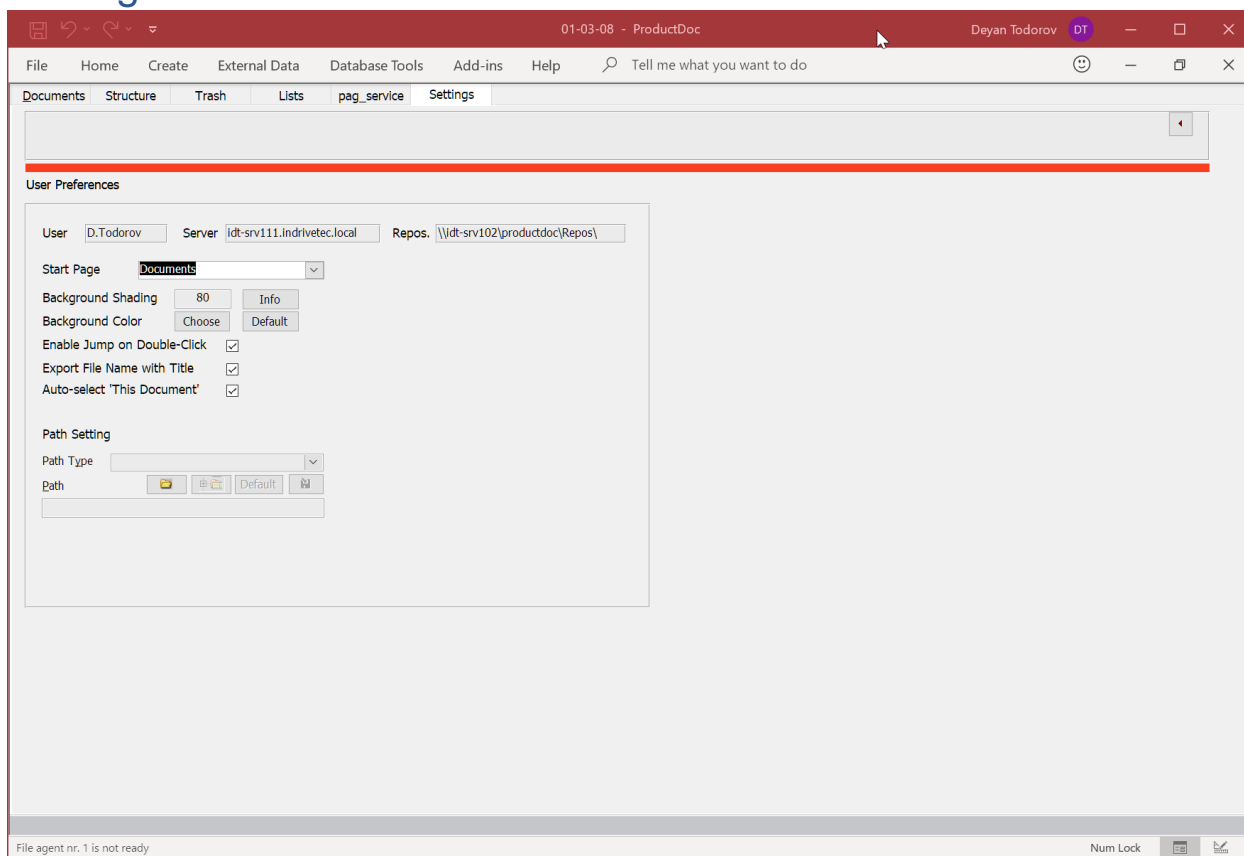 01-03-08 - ProductDoc
Deyan Todorov DT
File Home Create External Data Database Tools Add-ins Help Tell me what you want to do
Documents Structure Trash Lists pag_service Settings
User Preferences
User D.Todorov Server idt-srv111.indrivetec.local Repos. \\idt-srv102\productdoc\Repos\
Start Page Documents
Background Shading 80 Info
Background Color Choose Default
Enable Jump on Double-Click
Export File Name with Title
Auto-select 'This Document'
Path Setting
Path Type
Path Default
File agent nr. 1 is not ready Num Lock